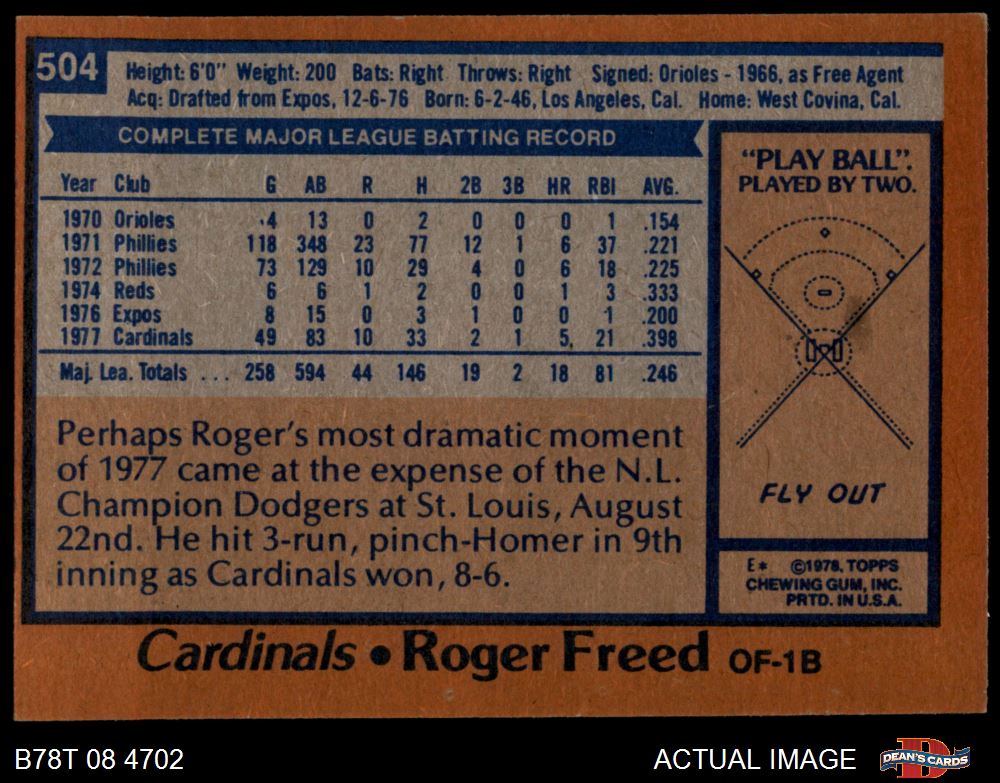 504
Height: 6'0" Weight: 200 Bats: Right Throws: Right Signed: Orioles - 1966, as Free Agent
Acq: Drafted from Expos, 12-6-76 Born: 6-2-46, Los Angeles, Cal. Home: West Covina, Cal.
COMPLETE MAJOR LEAGUE BATTING RECORD
Year Club G AB R H 2B 3B HR RBI AVG.
1970 Orioles 4 13 0 2 0 0 0 1 .154
1971 Phillies 118 348 23 77 12 1 6 37 .221
1972 Phillies 73 129 10 29 4 0 6 18 .225
1974 Reds 6 6 1 2 0 0 1 3 .333
1976 Expos 8 15 0 3 1 0 0 1 .200
1977 Cardinals 49 83 10 33 2 1 5 21 .398
Maj. Lea. Totals ... 258 594 44 146 19 2 18 81 .246
Perhaps Roger's most dramatic moment
of 1977 came at the expense of the N.L.
Champion Dodgers at St. Louis, August
22nd. He hit 3-run, pinch-Homer in 9th
inning as Cardinals won, 8-6.
"PLAY BALL".
PLAYED BY TWO.
FLY OUT
E* ©1978, TOPPS
CHEWING GUM, INC.
PRTD. IN U.S.A.
Cardinals • Roger Freed OF-1B
B78T 08 4702
ACTUAL IMAGE
DEAN'S CARDS